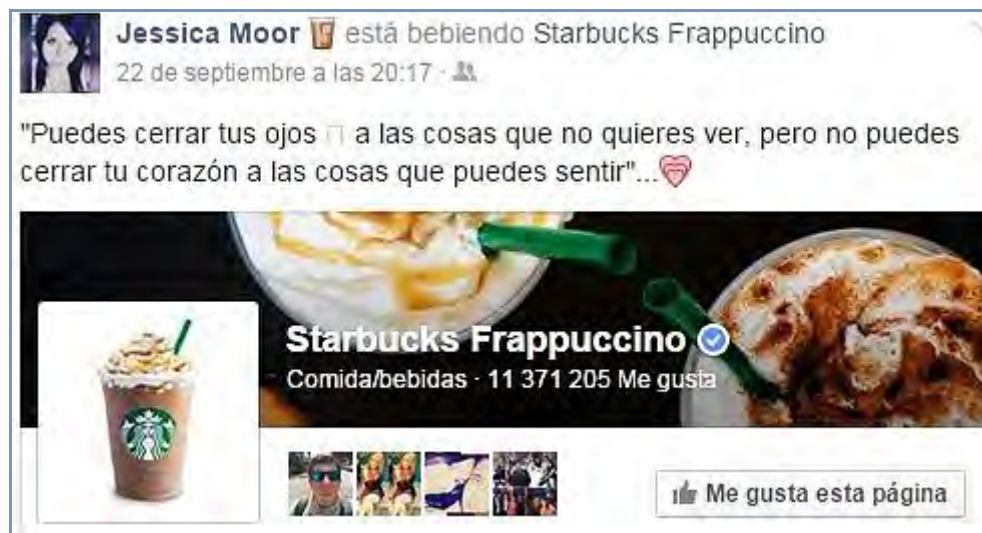 Jessica Moor está bebiendo Starbucks Frappuccino
22 de septiembre a las 20:17 ·
"Puedes cerrar tus ojos a las cosas que no quieres ver, pero no puedes
cerrar tu corazón a las cosas que puedes sentir"...
Starbucks Frappuccino
Comida/bebidas · 11 371 205 Me gusta
Me gusta esta página